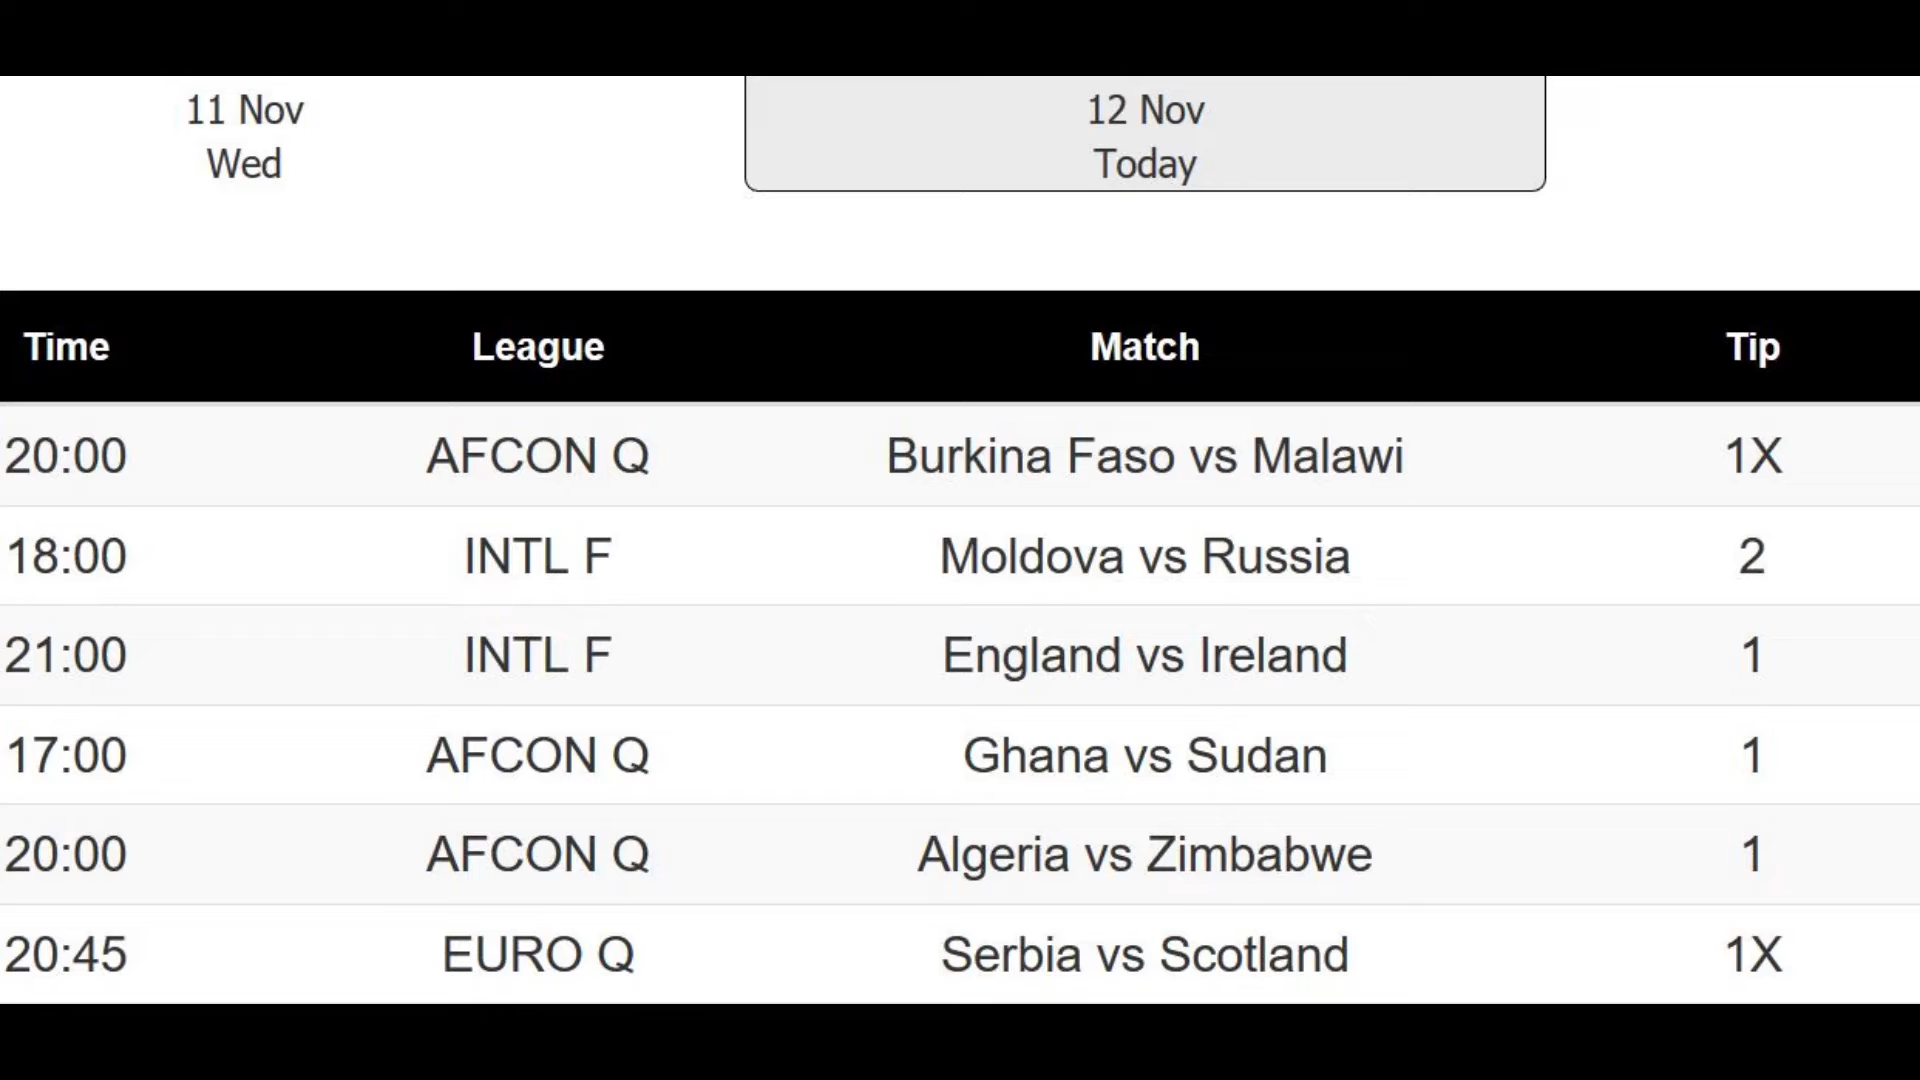 11 Nov
Wed
12 Nov
Today
Time League Match Tip
20:00 AFCON Q Burkina Faso vs Malawi 1X
18:00 INTL F Moldova vs Russia 2
21:00 INTL F England vs Ireland 1
17:00 AFCON Q Ghana vs Sudan 1
20:00 AFCON Q Algeria vs Zimbabwe 1
20:45 EURO Q Serbia vs Scotland 1X